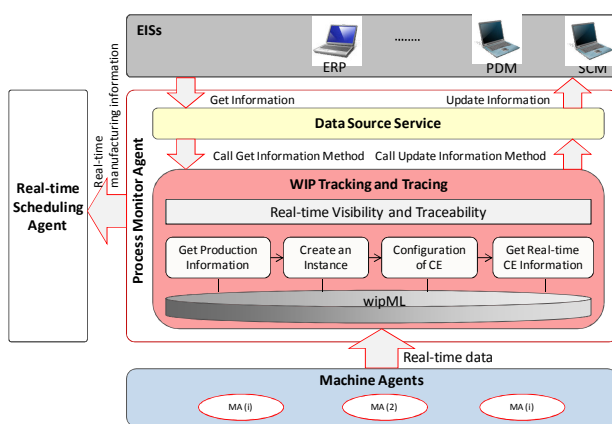 EISs
ERP
........
PDM
SCM
Get Information
Update Information
Data Source Service
Call Get Information Method
Call Update Information Method
Real-time
manufacturing information
Process Monitor Agent
Real-time
Scheduling
Agent
WIP Tracking and Tracing
Real-time Visibility and Traceability
Get Production
Information
Create an
Instance
Configuration
of CE
Get Real-time
CE Information
wipML
Real-time data
Machine Agents
MA (i)
MA (2)
MA (i)